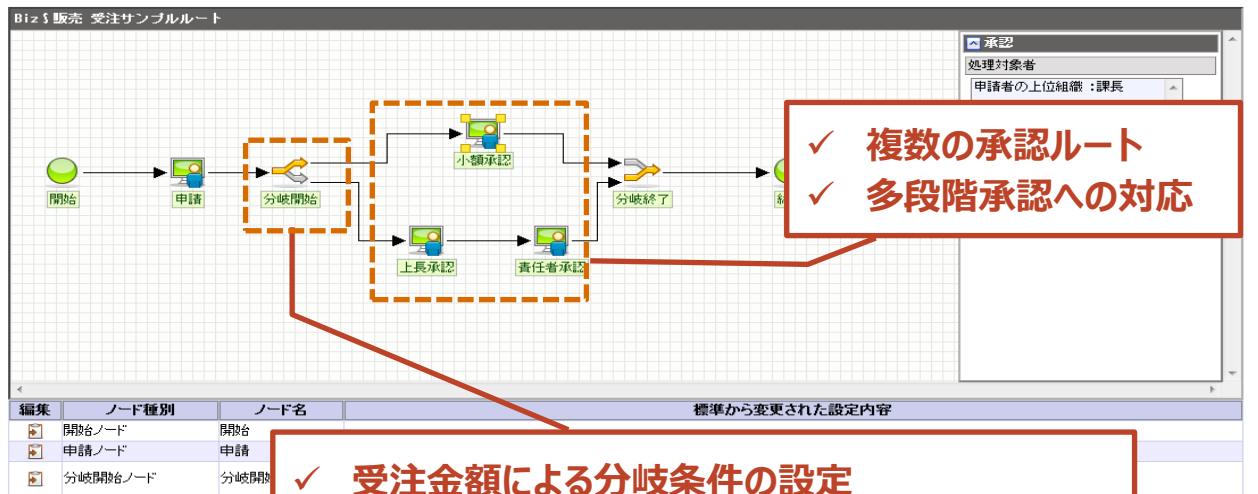 Biz∫販売 受注サンプルルート
承認
処理対象者
申請者の上位組織 :課長
✓ 複数の承認ルート
✓ 多段階承認への対応
小額承認
開始
申請
分岐開始
分岐終了
上長承認
責任者承認
編集 ノード種別 ノード名 標準から変更された設定内容
開始ノード 開始
申請ノード 申請
分岐開始ノード 分岐開始
✓ 受注金額による分岐条件の設定